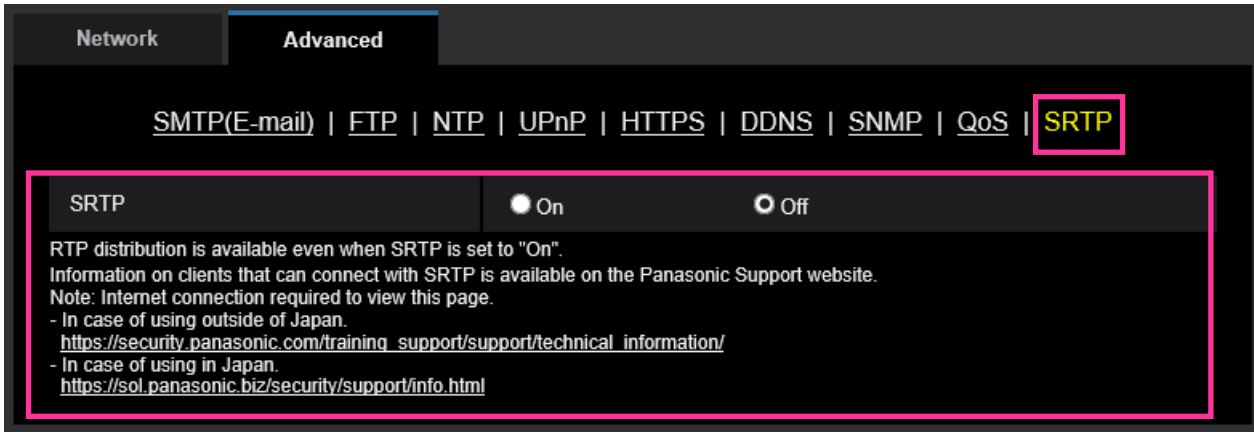 Network Advanced
SMTP(E-mail) | FTP | NTP | UPnP | HTTPS | DDNS | SNMP | QoS | SRTP
SRTP On Off
RTP distribution is available even when SRTP is set to "On".
Information on clients that can connect with SRTP is available on the Panasonic Support website.
Note: Internet connection required to view this page.
- In case of using outside of Japan.
https://security.panasonic.com/training_support/support/technical_information/
- In case of using in Japan.
https://sol.panasonic.biz/security/support/info.html